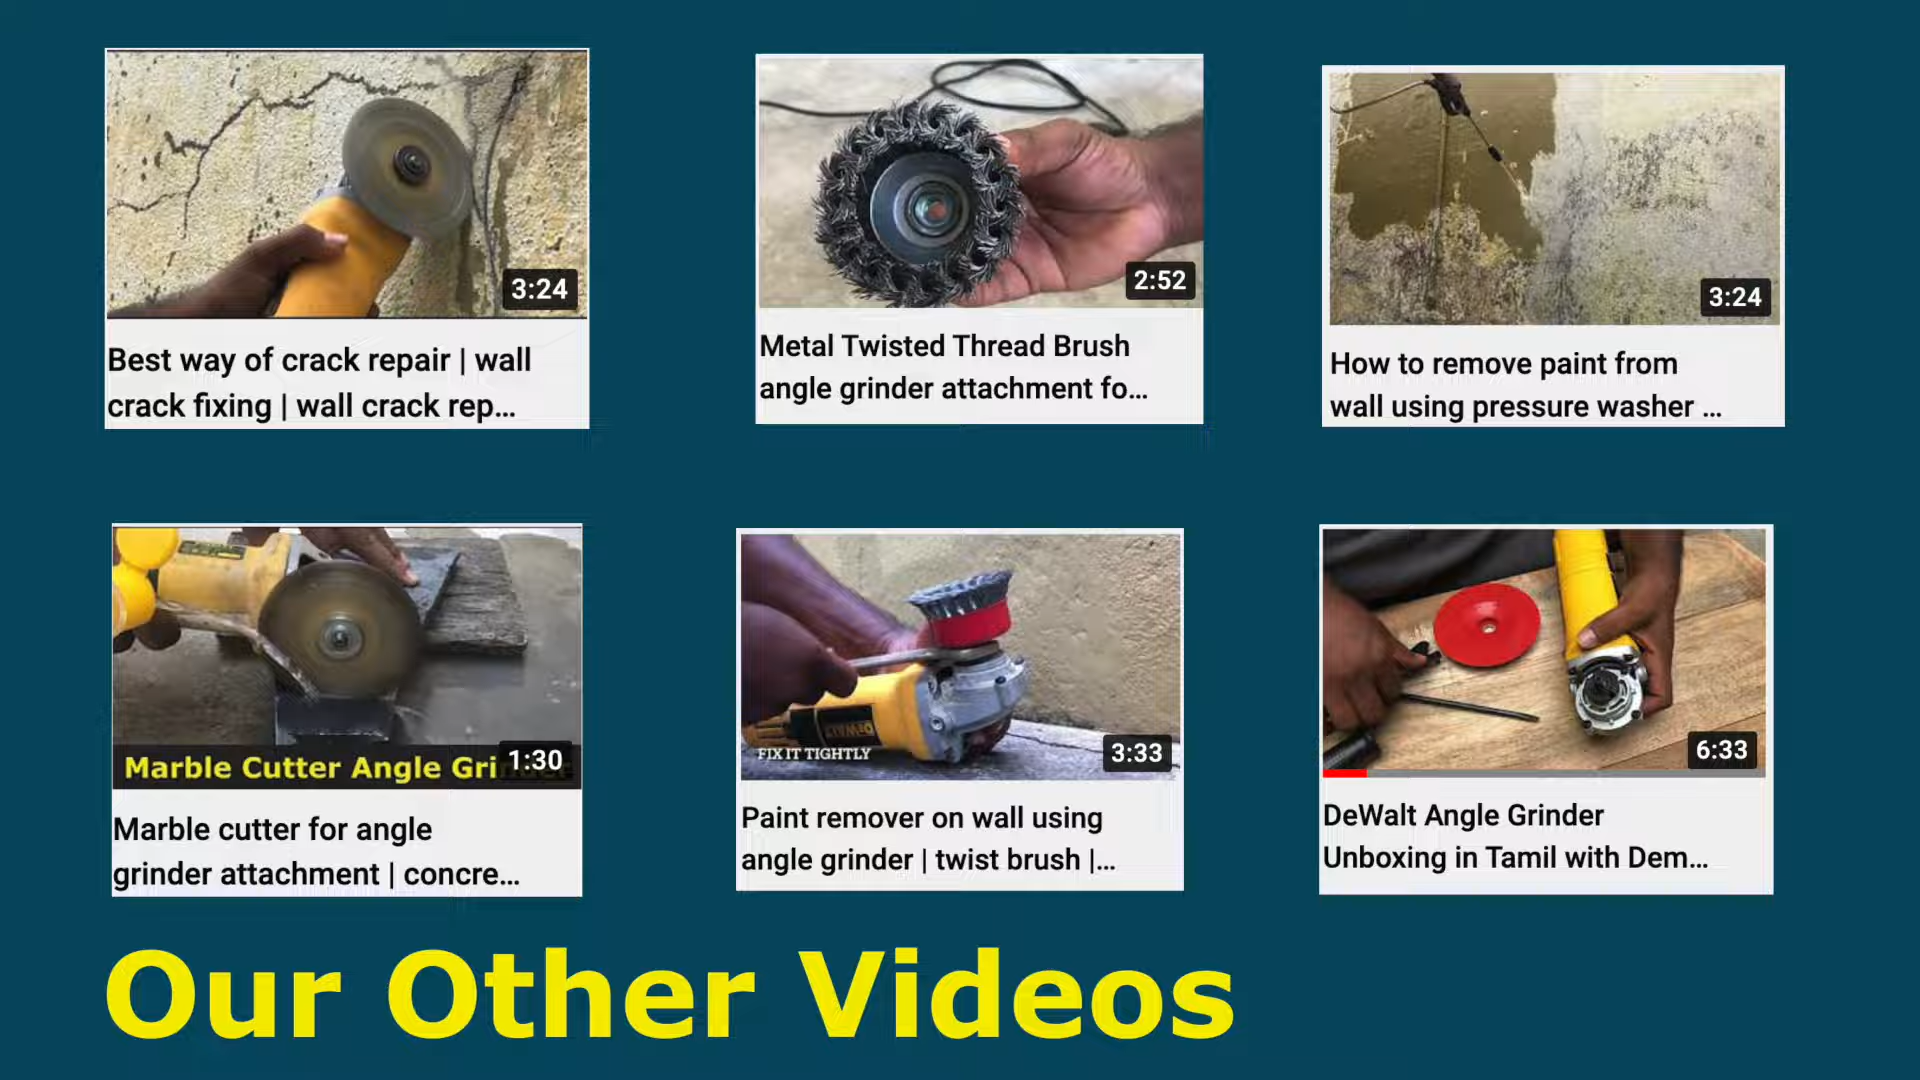 3:24
Best way of crack repair | wall
crack fixing | wall crack rep...
2:52
Metal Twisted Thread Brush
angle grinder attachment fo...
3:24
How to remove paint from
wall using pressure washer ...
Marble Cutter Angle
1:30
Marble cutter for angle
grinder attachment | concre...
DEWALT
FIX IT TIGHTLY
3:33
Paint remover on wall using
angle grinder | twist brush |...
6:33
DeWalt Angle Grinder
Unboxing in Tamil with Dem...
Our Other Videos